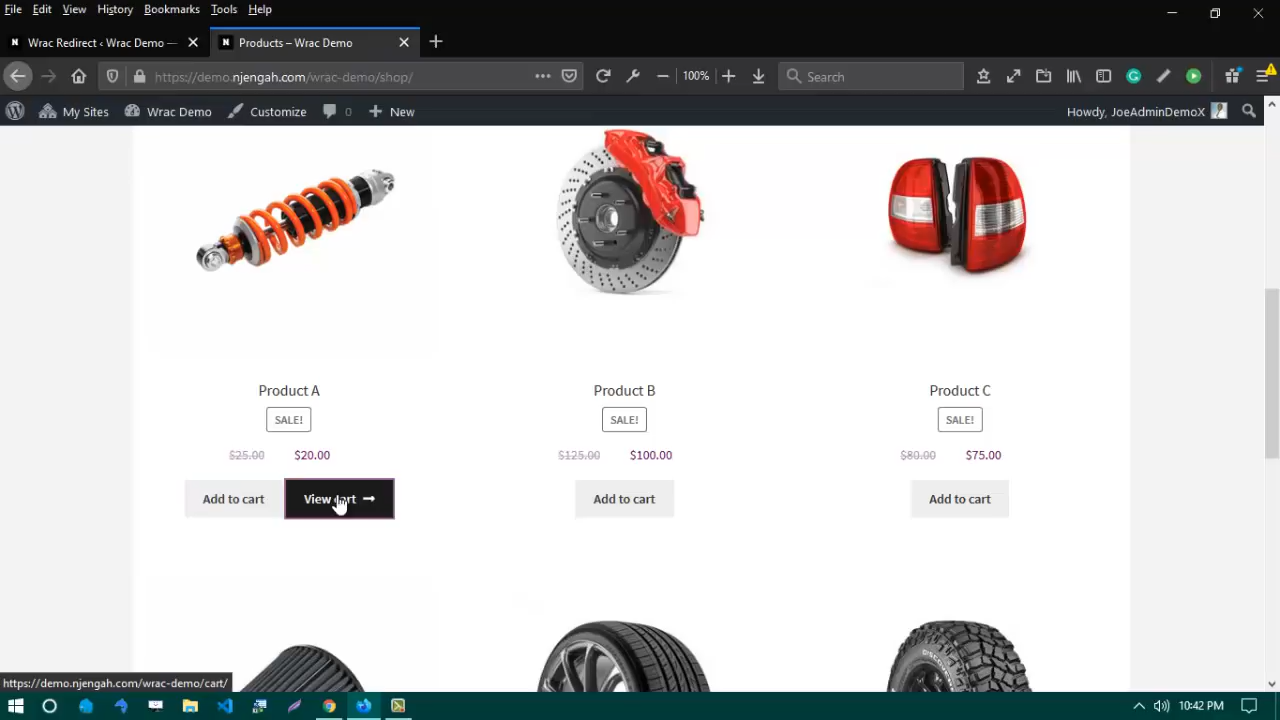 File Edit View History Bookmarks Tools Help
Wrac Redirect ‹ Wrac Demo —
Products – Wrac Demo
https://demo.njengah.com/wrac-demo/shop/
100%
Search
My Sites Wrac Demo Customize 0 New
Howdy, JoeAdminDemoX
Product A Product B Product C
SALE! SALE! SALE!
$25.00 $20.00 $125.00 $100.00 $80.00 $75.00
Add to cart View cart Add to cart Add to cart
https://demo.njengah.com/wrac-demo/cart/
10:42 PM